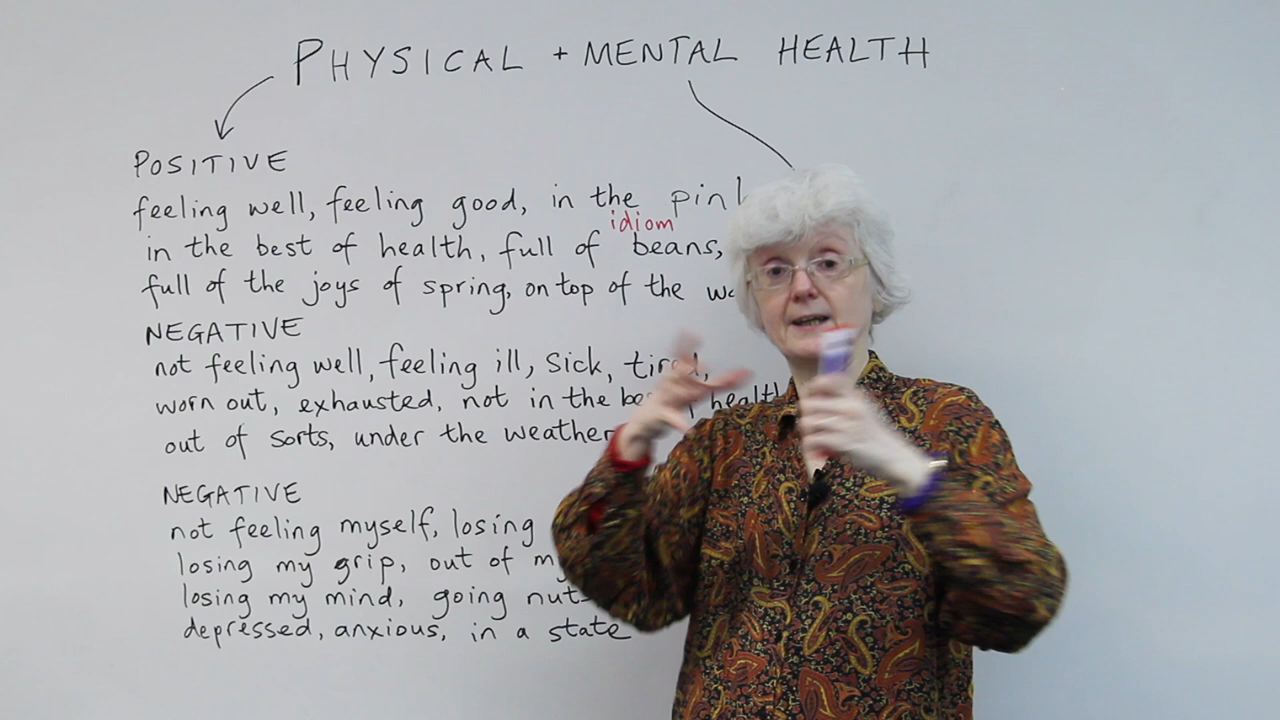 PHYSICAL + MENTAL HEALTH
POSITIVE
feeling well, feeling good, in the
idiom
in the best of health, full of beans,
full of the joys of spring, on top of the
NEGATIVE
not feeling well, feeling ill, sick, tired,
worn out, exhausted, not in the health
out of sorts, under the weather
NEGATIVE
not feeling myself, losing
losing my grip, out of
losing my mind, going
depressed, anxious, in a state